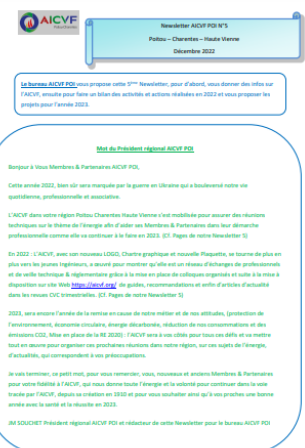 AICVF
Newsletter AICVF POI N°5
Poitou – Charentes – Haute Vienne
Décembre 2022
Le bureau AICVF POI vous propose cette 5ème Newsletter, pour d'abord, vous donner des infos sur
l'AICVF, ensuite pour faire un bilan des activités et actions réalisées en 2022 et vous proposer les
projets pour l'année 2023.
Mot du Président régional AICVF POI
Bonjour à Vous Membres & Partenaires AICVF POI,
Cette année 2022, bien sûr sera marquée par la guerre en Ukraine qui a bouleversé notre vie
quotidienne, professionnelle et associative.
L'AICVF dans votre région Poitou Charentes Haute Vienne s'est mobilisée pour assurer des réunions
techniques sur le thème de l'énergie afin d'aider ses Membres & Partenaires dans leur démarche
professionnelle comme elle va continuer à le faire en 2023. (Cf. Pages de notre Newsletter 5)
En 2022 : L'AICVF, avec son nouveau LOGO, Chartre graphique et nouvelle Plaquette, se tourne de plus en
plus vers les jeunes Ingénieurs, a œuvré pour montrer qu'elle est un réseau d'échanges de professionnels
et de veille technique & réglementaire grâce à la mise en place de colloques organisés et suite à la mise à
disposition sur site Web https://aicvf.org/ de guides, recommandations et enfin d'articles d'actualité
dans les revues CVC trimestrielles. (Cf. Pages de notre Newsletter 5)
2023, sera encore l'année de la remise en cause de notre métier et de nos attitudes, (protection de
l'environnement, économie circulaire, énergie décarbonée, réduction de nos consommations et des
émissions CO2, Mise en place de la RE 2020) : l'AICVF sera à vos côtés pour tous ces défis et va mettre
tout en œuvre pour organiser ces prochaines réunions dans notre région, sur ces sujets de l'énergie,
d'actualités, qui correspondent à vos préoccupations.
Je vais terminer, ce petit mot, pour vous remercier, vous, nouveaux et anciens Membres & Partenaires
pour votre fidélité à l'AICVF, qui nous donne toute l'énergie et la volonté pour continuer dans la voie
tracée par l'AICVF, depuis sa création en 1910 et pour vous souhaiter ainsi qu'à vos proches une bonne
année avec la santé et la réussite en 2023.
JM SOUCHET Président régional AICVF POI et rédacteur de cette Newsletter pour le bureau AICVF POI